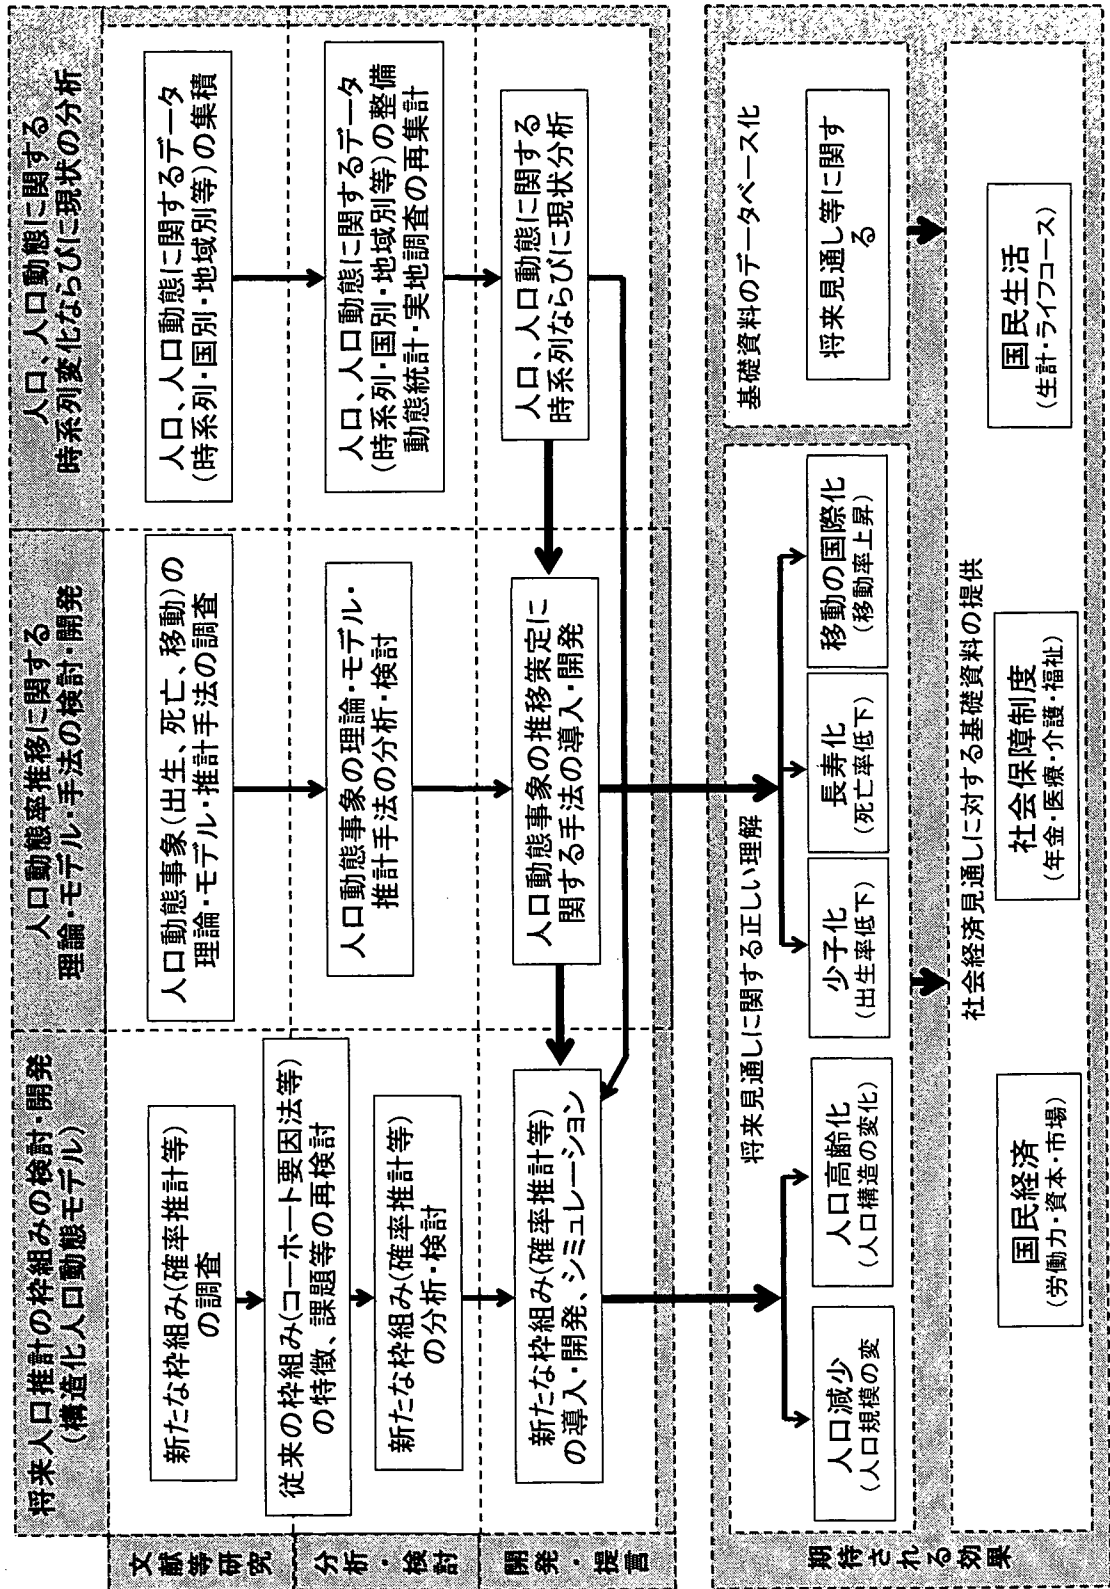 将来人口推計の枠組みの検討・開発
(構造化人口動態モデル)
人口動態率推移に関する
理論・モデル・手法の検討・開発
人口、人口動態に関する
時系列変化ならびに現状の分析
文献等研究
新たな枠組み(確率推計等)
の調査
人口動態事象(出生、死亡、移動)の
理論・モデル・推計手法の調査
人口、人口動態に関するデータ
(時系列・国別・地域別等)の集積
分析・検討
従来の枠組み(コーホート要因法等)
の特徴、課題等の再検討
新たな枠組み(確率推計等)
の分析・検討
人口動態事象の理論・モデル・
推計手法の分析・検討
人口、人口動態に関するデータ
(時系列・国別・地域別等)の整備
動態統計・実地調査の再集計
開発・提言
新たな枠組み(確率推計等)
の導入・開発、シミュレーション
人口動態事象の推移策定に
関する手法の導入・開発
人口、人口動態に関する
時系列ならびに現状分析
期待される効果
将来見通しに関する正しい理解
人口減少
(人口規模の変
人口高齢化
(人口構造の変化)
少子化
(出生率低下)
長寿化
(死亡率低下)
移動の国際化
(移動率上昇)
基礎資料のデータベース化
将来見通し等に関す
る
社会経済見通しに対する基礎資料の提供
国民経済
(労働力・資本・市場)
社会保障制度
(年金・医療・介護・福祉)
国民生活
(生計・ライフコース)